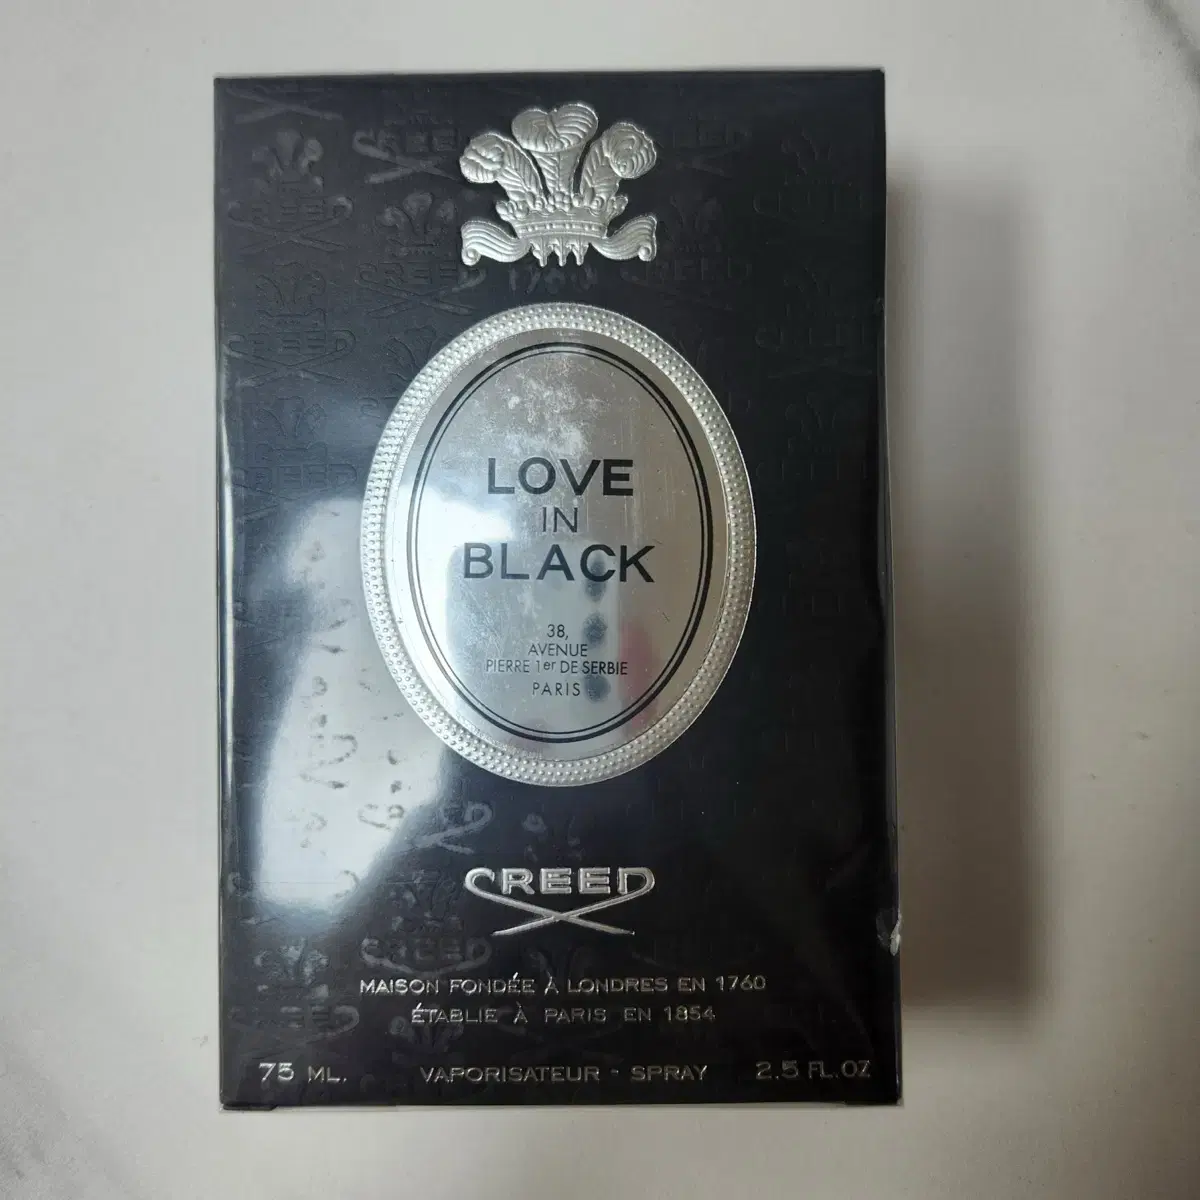 LOVE
IN
BLACK
38,
AVENUE
PIERRE 1er DE SERBIE
PARIS
CREED
MAISON FONDÉE À LONDRES EN 1760
ÉTABLIE À PARIS EN 1854
75 ML. VAPORISATEUR - SPRAY 2.5 FL.OZ